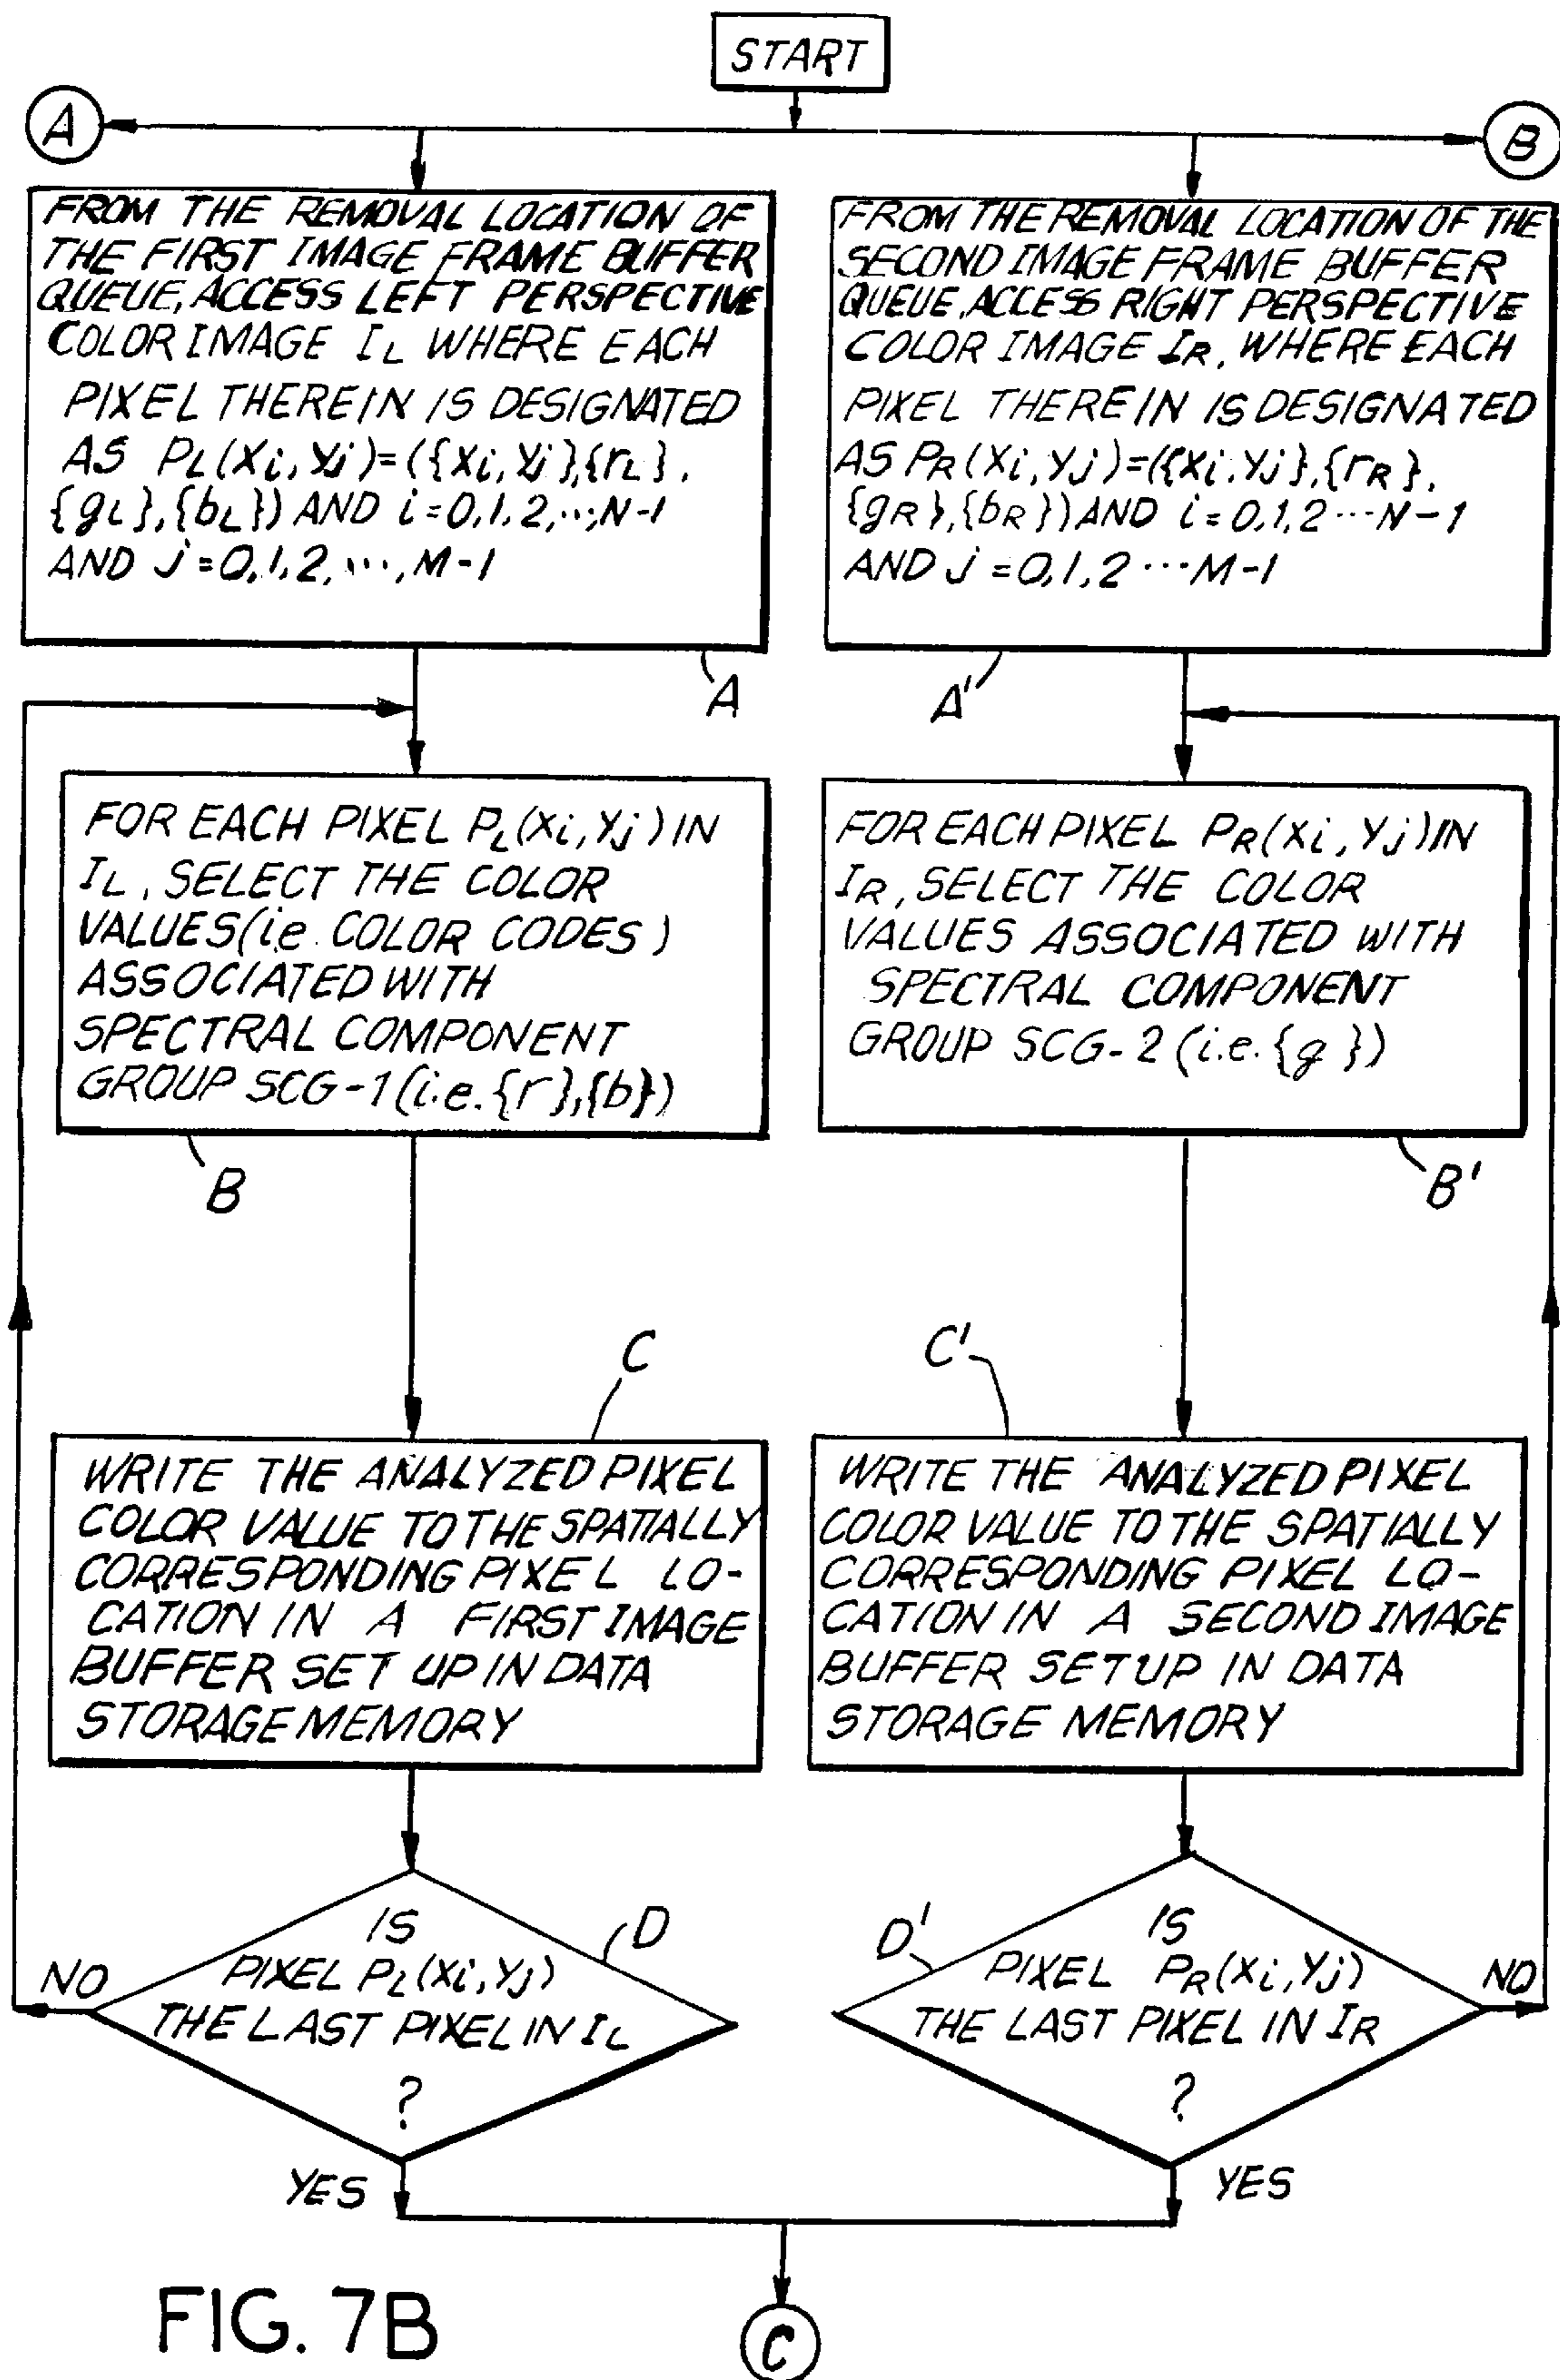 START
A
B
FROM THE REMOVAL LOCATION OF
THE FIRST IMAGE FRAME BUFFER
QUEUE, ACCESS LEFT PERSPECTIVE
COLOR IMAGE IL WHERE EACH
PIXEL THEREIN IS DESIGNATED
AS PL(xi, yj)=({xi, yj},{rL},
{gL},{bL}) AND i=0,1,2,...,N-1
AND j=0,1,2,...,M-1
A
FROM THE REMOVAL LOCATION OF THE
SECOND IMAGE FRAME BUFFER
QUEUE, ACCESS RIGHT PERSPECTIVE
COLOR IMAGE IR, WHERE EACH
PIXEL THEREIN IS DESIGNATED
AS PR(xi, yj)=({xi,yj},{rR},
{gR},{bR}) AND i=0,1,2...N-1
AND j=0,1,2...M-1
A'
FOR EACH PIXEL PL(xi, yj) IN
IL, SELECT THE COLOR
VALUES(i.e. COLOR CODES)
ASSOCIATED WITH
SPECTRAL COMPONENT
GROUP SCG-1 (i.e. {r},{b})
B
FOR EACH PIXEL PR(xi, yj) IN
IR, SELECT THE COLOR
VALUES ASSOCIATED WITH
SPECTRAL COMPONENT
GROUP SCG-2 (i.e. {g})
B'
C
WRITE THE ANALYZED PIXEL
COLOR VALUE TO THE SPATIALLY
CORRESPONDING PIXEL LO-
CATION IN A FIRST IMAGE
BUFFER SET UP IN DATA
STORAGE MEMORY
C'
WRITE THE ANALYZED PIXEL
COLOR VALUE TO THE SPATIALLY
CORRESPONDING PIXEL LO-
CATION IN A SECOND IMAGE
BUFFER SETUP IN DATA
STORAGE MEMORY
D
IS
PIXEL PL(xi, yj)
THE LAST PIXEL IN IL
?
NO
YES
D'
IS
PIXEL PR(xi, yj)
THE LAST PIXEL IN IR
?
NO
YES
C
FIG. 7B